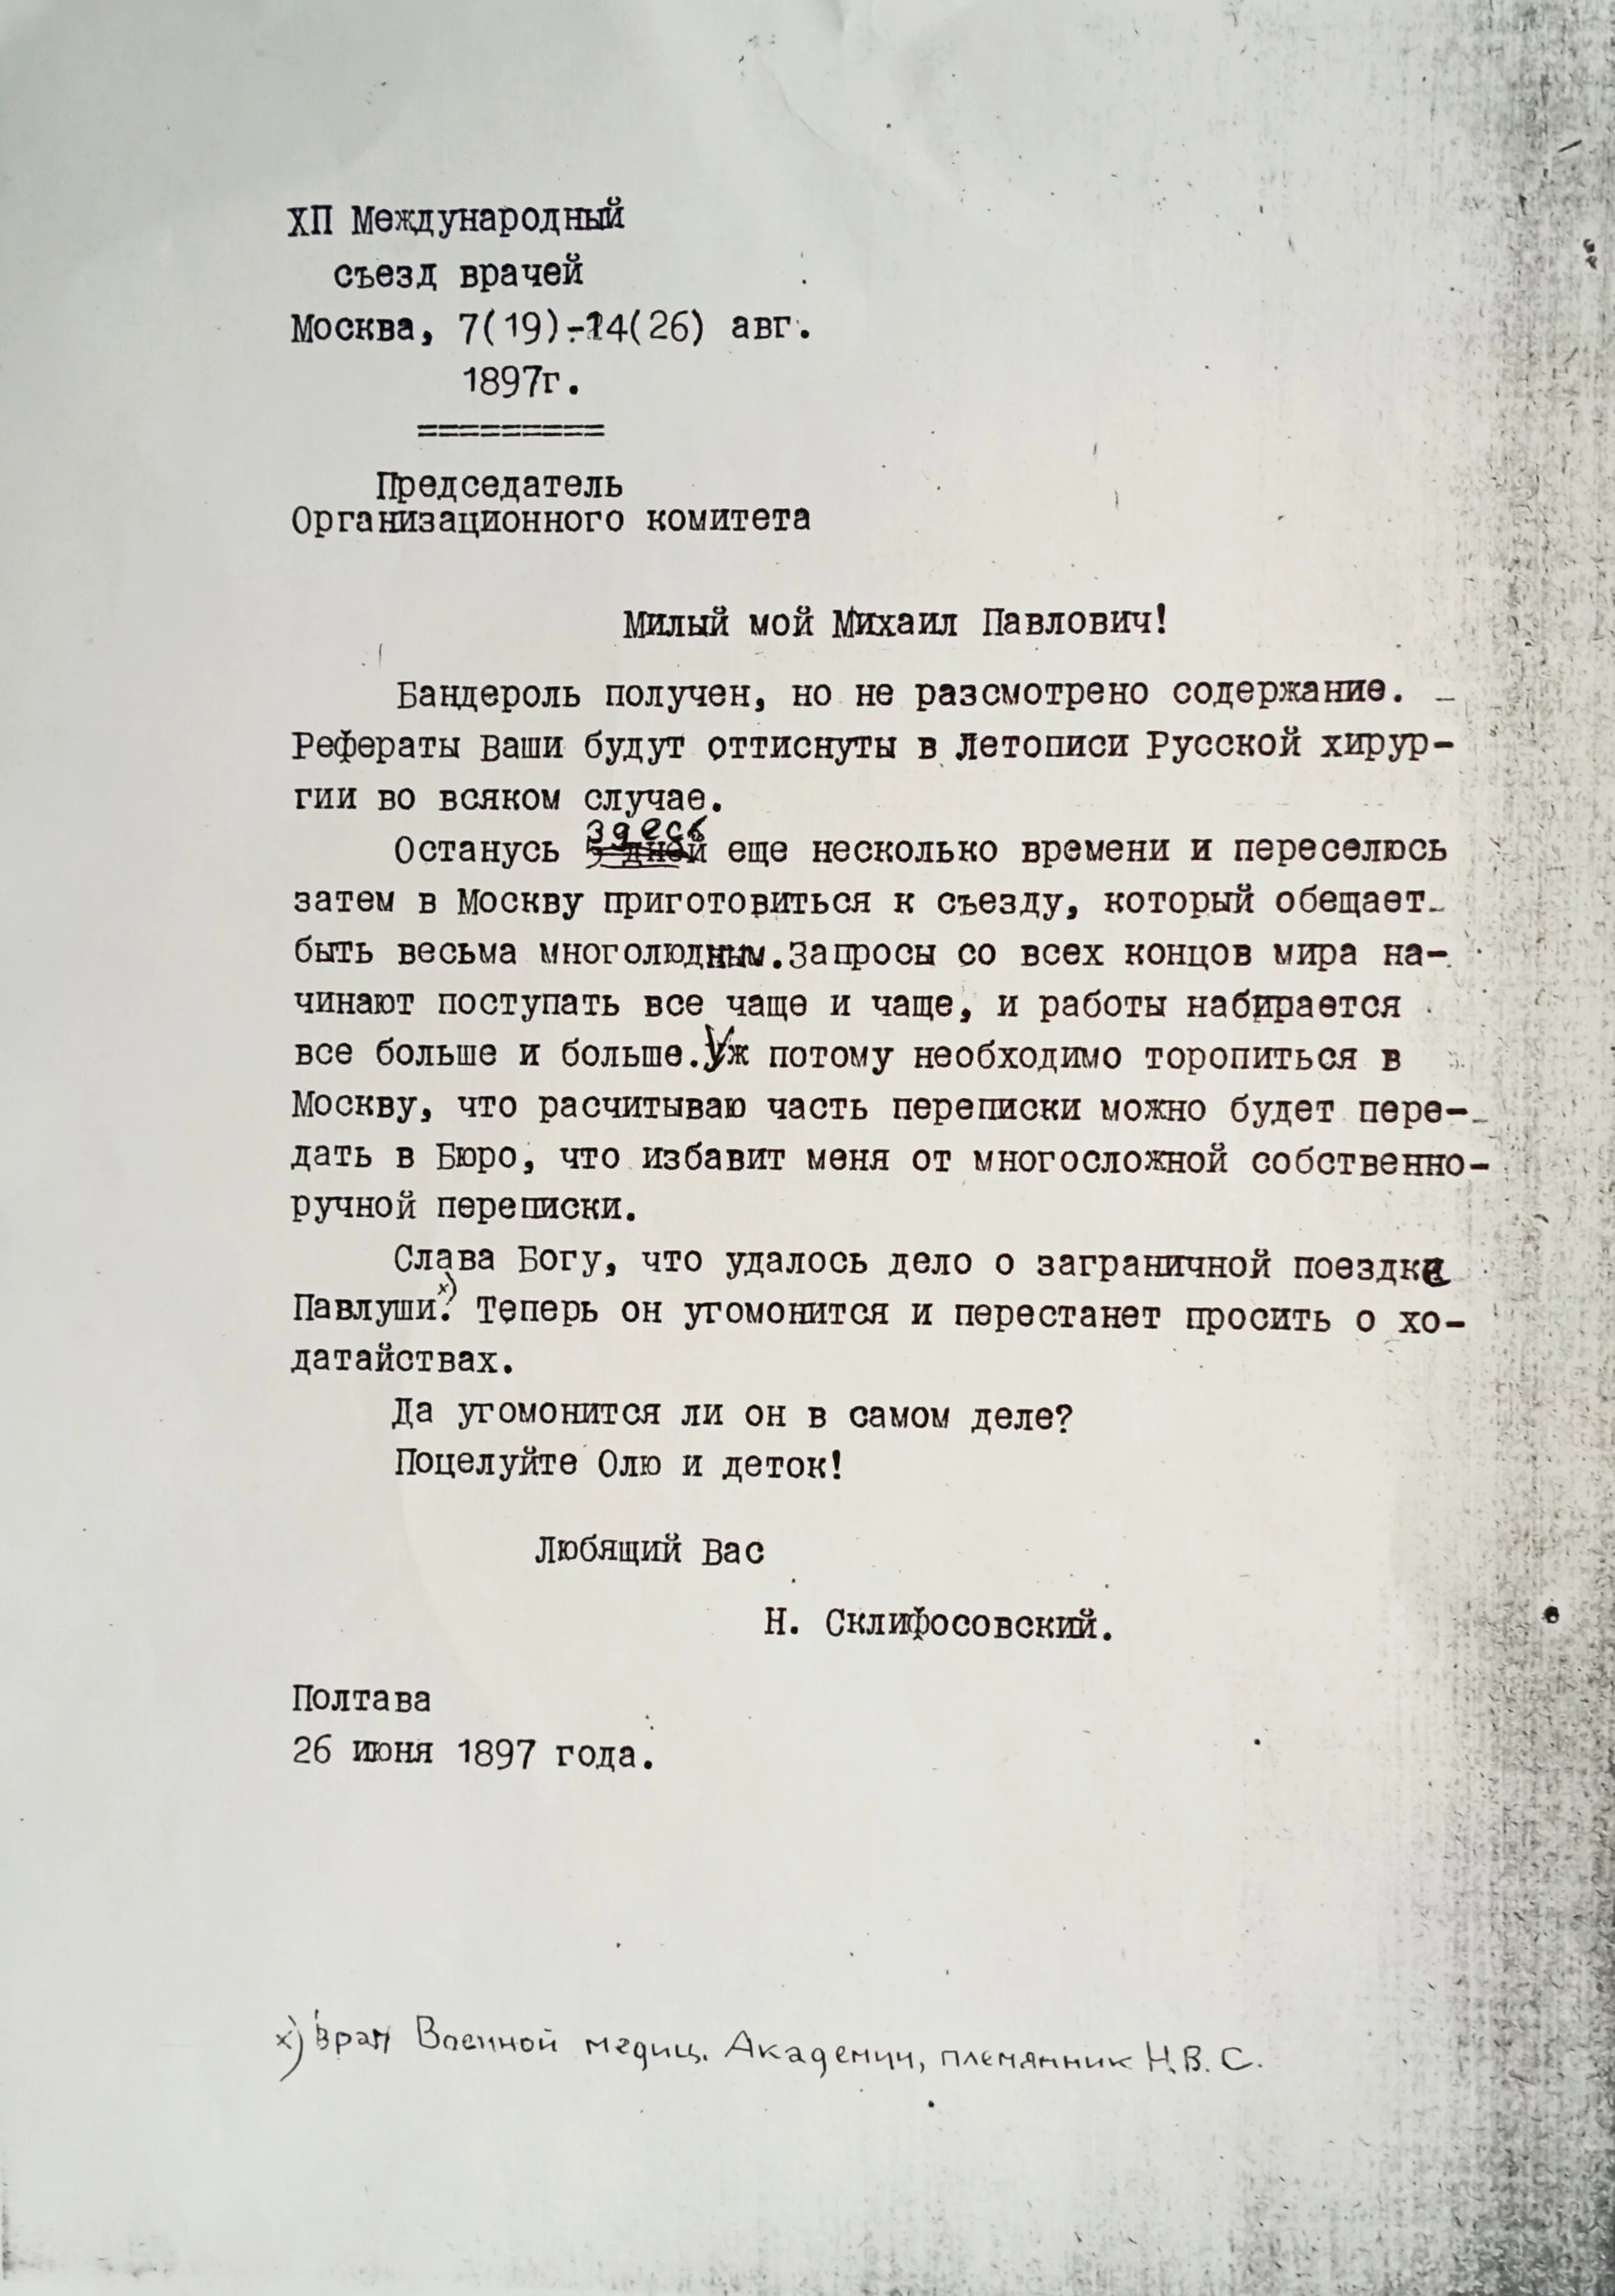 ХП Международный
съезд врачей
Москва, 7(19)-14(26) авг.
1897г.
=========
Председатель
Организационного комитета
Милый мой Михаил Павлович!
Бандероль получен, но не разсмотрено содержание.
Рефераты Ваши будут оттиснуты в Летописи Русской хирур-
гии во всяком случае.
здесь
Останусь 5 дней еще несколько времени и переселюсь
затем в Москву приготовиться к съезду, который обещает
быть весьма многолюдным. Запросы со всех концов мира на-
чинают поступать все чаще и чаще, и работы набирается
все больше и больше. Уж потому необходимо торопиться в
Москву, что расчитываю часть переписки можно будет пере-
дать в Бюро, что избавит меня от многосложной собственно-
ручной переписки.
Слава Богу, что удалось дело о заграничной поездке
Павлуши.х) Теперь он угомонится и перестанет просить о хо-
датайствах.
Да угомонится ли он в самом деле?
Поцелуйте Олю и деток!
Любящий Вас
Н. Склифосовский.
Полтава
26 июня 1897 года.
х) врач Военной медиц. Академии, племянник Н.В. С.